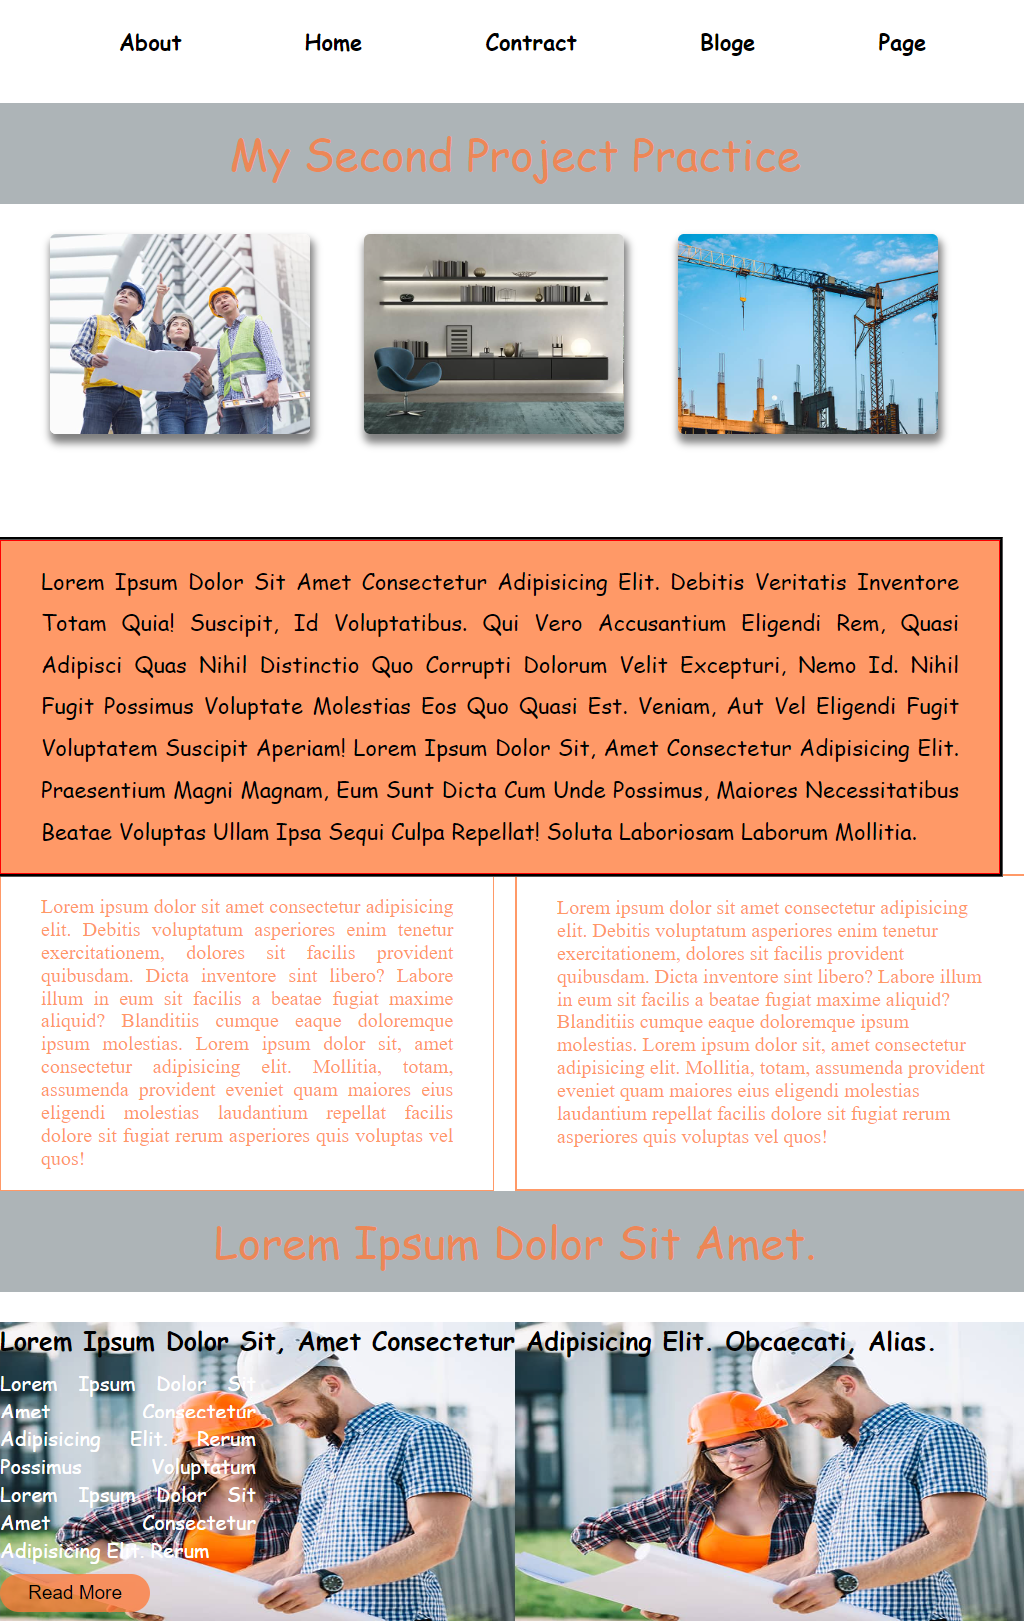 About Home Contract Bloge Page
My Second Project Practice
Lorem Ipsum Dolor Sit Amet Consectetur Adipisicing Elit. Debitis Veritatis Inventore
Totam Quia! Suscipit, Id Voluptatibus. Qui Vero Accusantium Eligendi Rem, Quasi
Adipisci Quas Nihil Distinctio Quo Corrupti Dolorum Velit Excepturi, Nemo Id. Nihil
Fugit Possimus Voluptate Molestias Eos Quo Quasi Est. Veniam, Aut Vel Eligendi Fugit
Voluptatem Suscipit Aperiam! Lorem Ipsum Dolor Sit, Amet Consectetur Adipisicing Elit.
Praesentium Magni Magnam, Eum Sunt Dicta Cum Unde Possimus, Maiores Necessitatibus
Beatae Voluptas Ullam Ipsa Sequi Culpa Repellat! Soluta Laboriosam Laborum Mollitia.
Lorem ipsum dolor sit amet consectetur adipisicing
elit. Debitis voluptatum asperiores enim tenetur
exercitationem, dolores sit facilis provident
quibusdam. Dicta inventore sint libero? Labore
illum in eum sit facilis a beatae fugiat maxime
aliquid? Blanditiis cumque eaque doloremque
ipsum molestias. Lorem ipsum dolor sit, amet
consectetur adipisicing elit. Mollitia, totam,
assumenda provident eveniet quam maiores eius
eligendi molestias laudantium repellat facilis
dolore sit fugiat rerum asperiores quis voluptas vel
quos!
Lorem ipsum dolor sit amet consectetur adipisicing
elit. Debitis voluptatum asperiores enim tenetur
exercitationem, dolores sit facilis provident
quibusdam. Dicta inventore sint libero? Labore illum
in eum sit facilis a beatae fugiat maxime aliquid?
Blanditiis cumque eaque doloremque ipsum
molestias. Lorem ipsum dolor sit, amet consectetur
adipisicing elit. Mollitia, totam, assumenda provident
eveniet quam maiores eius eligendi molestias
laudantium repellat facilis dolore sit fugiat rerum
asperiores quis voluptas vel quos!
Lorem Ipsum Dolor Sit Amet.
Lorem Ipsum Dolor Sit, Amet Consectetur Adipisicing Elit. Obcaecati, Alias.
Lorem Ipsum Dolor Sit
Amet Consectetur
Adipisicing Elit. Rerum
Possimus Voluptatum
Lorem Ipsum Dolor Sit
Amet Consectetur
Adipisicing Elit. Rerum
Read More